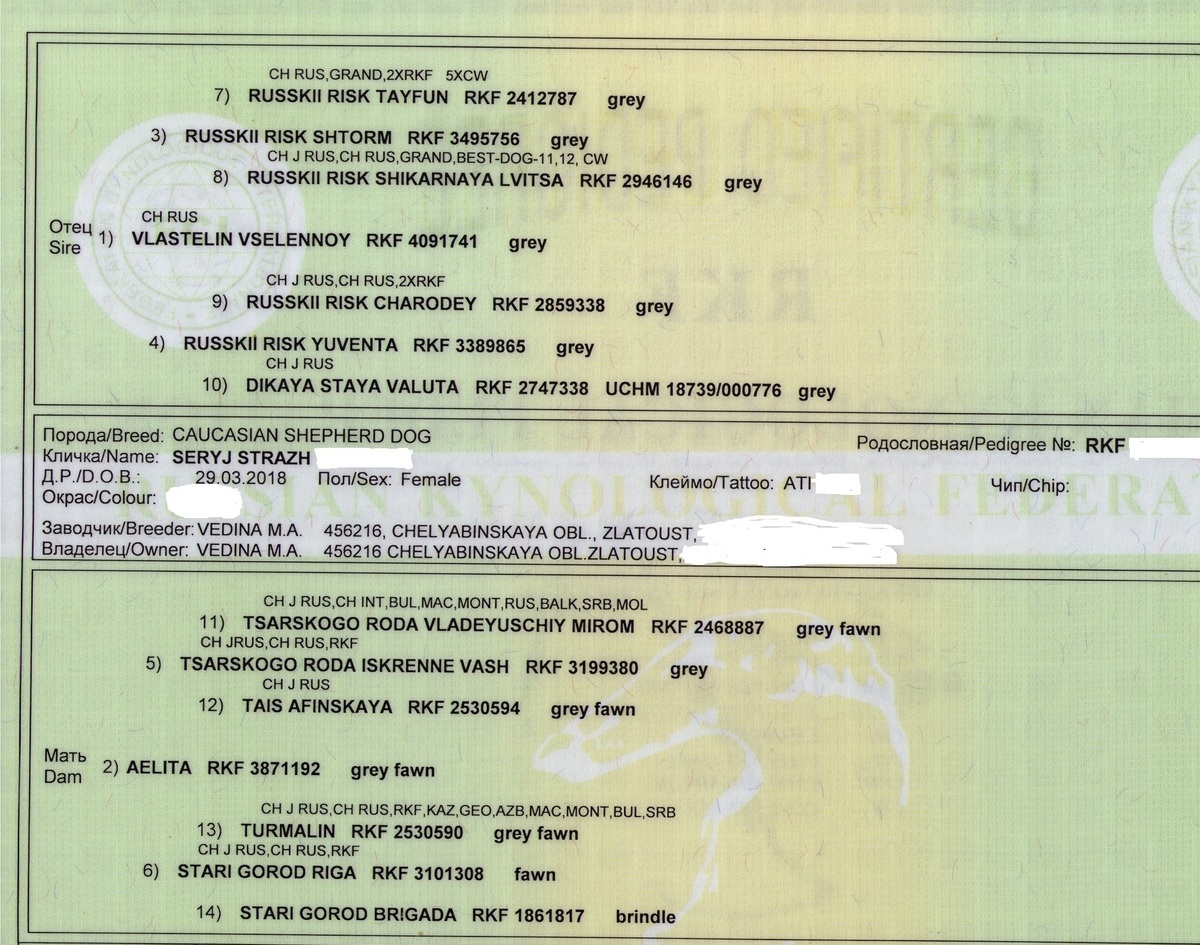 CH RUS,GRAND,2XRKF 5XCW
7) RUSSKII RISK TAYFUN RKF 2412787 grey
3) RUSSKII RISK SHTORM RKF 3495756 grey
CH J RUS,CH RUS,GRAND,BEST-DOG-11,12, CW
8) RUSSKII RISK SHIKARNAYA LVITSA RKF 2946146 grey
CH RUS
Отец
Sire
1) VLASTELIN VSELENNOY RKF 4091741 grey
CH J RUS,CH RUS,2XRKF
9) RUSSKII RISK CHARODEY RKF 2859338 grey
4) RUSSKII RISK YUVENTA RKF 3389865 grey
CH J RUS
10) DIKAYA STAYA VALUTA RKF 2747338 UCHM 18739/000776 grey
Порода/Breed: CAUCASIAN SHEPHERD DOG
Родословная/Pedigree №: RKF
Кличка/Name: SERYJ STRAZH
Д.Р./D.O.B.: 29.03.2018 Пол/Sex: Female Клеймо/Tattoo: ATI Чип/Chip:
Окрас/Colour:
RUSSIAN KYNOLOGICAL FEDERAT
Заводчик/Breeder: VEDINA M.A. 456216, CHELYABINSKAYA OBL., ZLATOUST,
Владелец/Owner: VEDINA M.A. 456216 CHELYABINSKAYA OBL.ZLATOUST,
CH J RUS,CH INT,BUL,MAC,MONT,RUS,BALK,SRB,MOL
11) TSARSKOGO RODA VLADEYUSCHIY MIROM RKF 2468887 grey fawn
CH JRUS,CH RUS,RKF
5) TSARSKOGO RODA ISKRENNE VASH RKF 3199380 grey
CH J RUS
12) TAIS AFINSKAYA RKF 2530594 grey fawn
Мать
Dam
2) AELITA RKF 3871192 grey fawn
CH J RUS,CH RUS,RKF,KAZ,GEO,AZB,MAC,MONT,BUL,SRB
13) TURMALIN RKF 2530590 grey fawn
CH J RUS,CH RUS,RKF
6) STARI GOROD RIGA RKF 3101308 fawn
14) STARI GOROD BRIGADA RKF 1861817 brindle